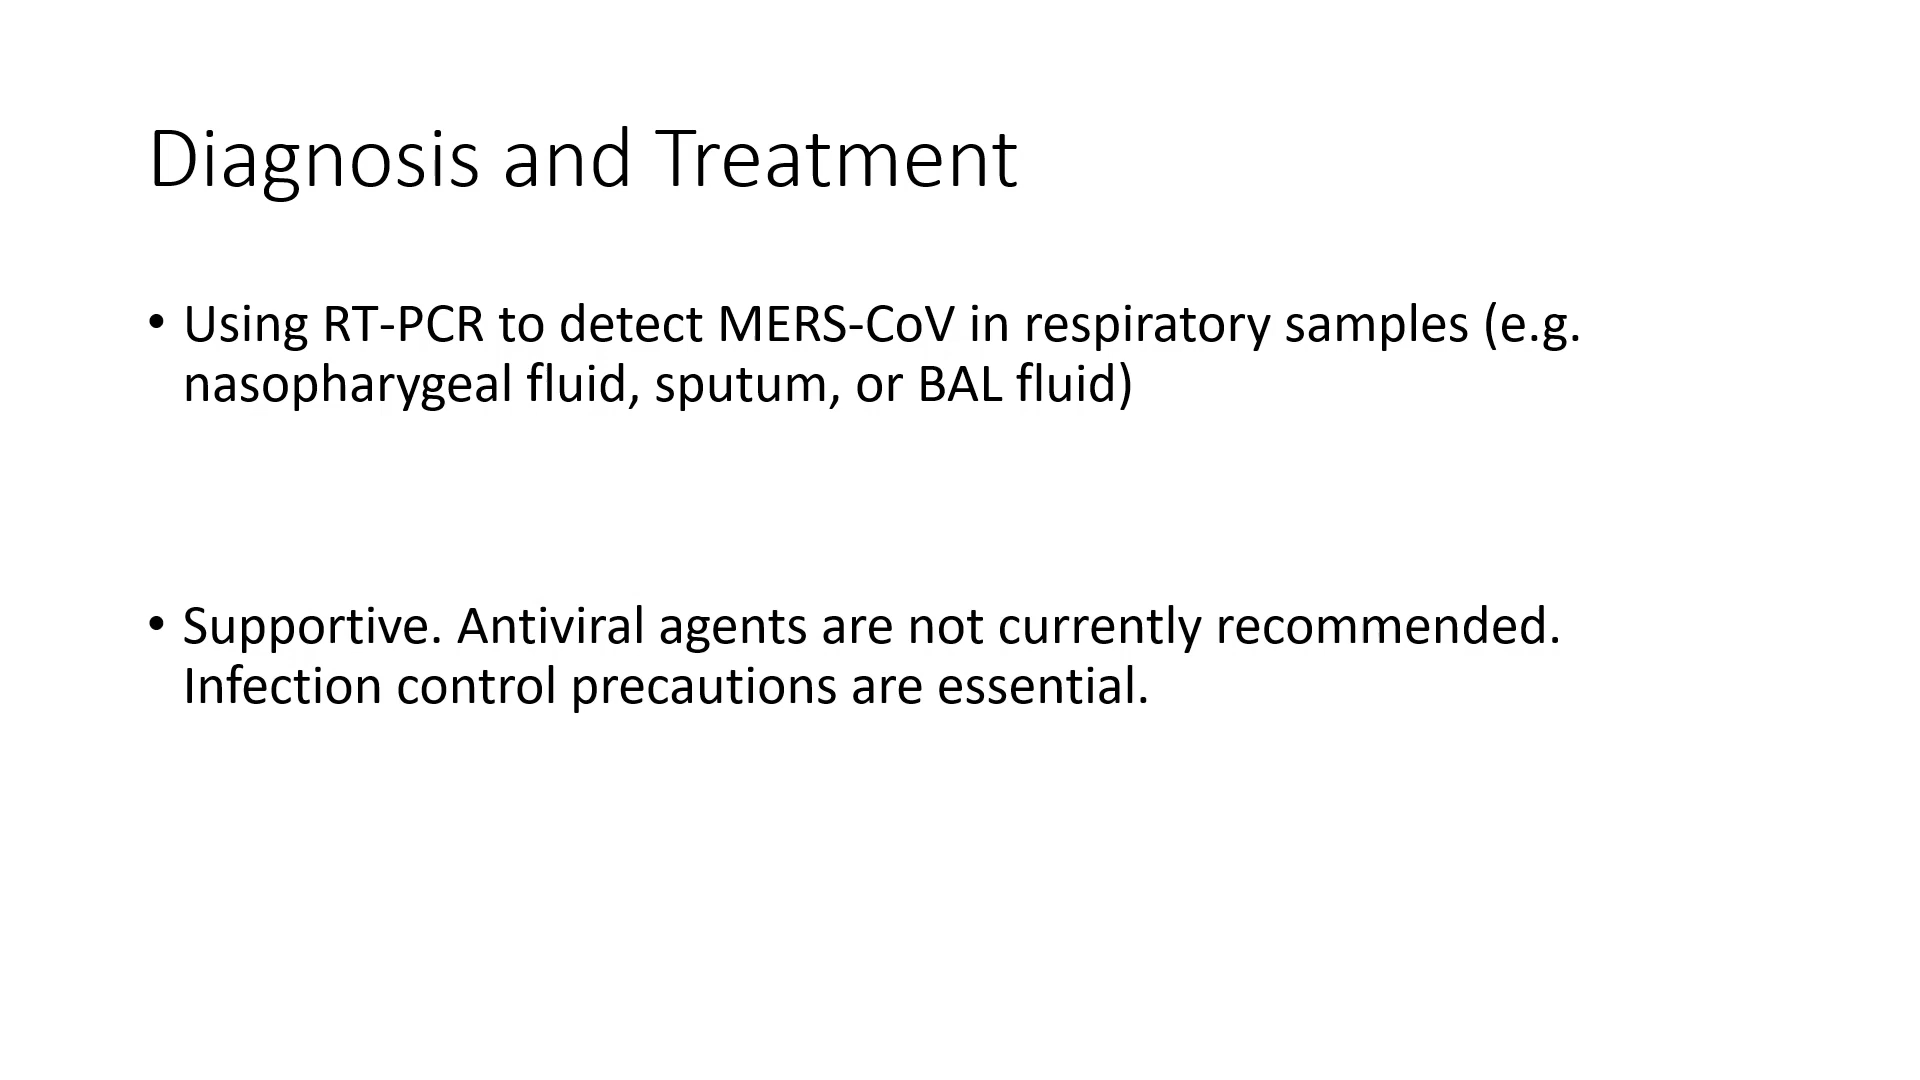 Diagnosis and Treatment
• Using RT-PCR to detect MERS-CoV in respiratory samples (e.g.
nasopharygeal fluid, sputum, or BAL fluid)
• Supportive. Antiviral agents are not currently recommended.
Infection control precautions are essential.